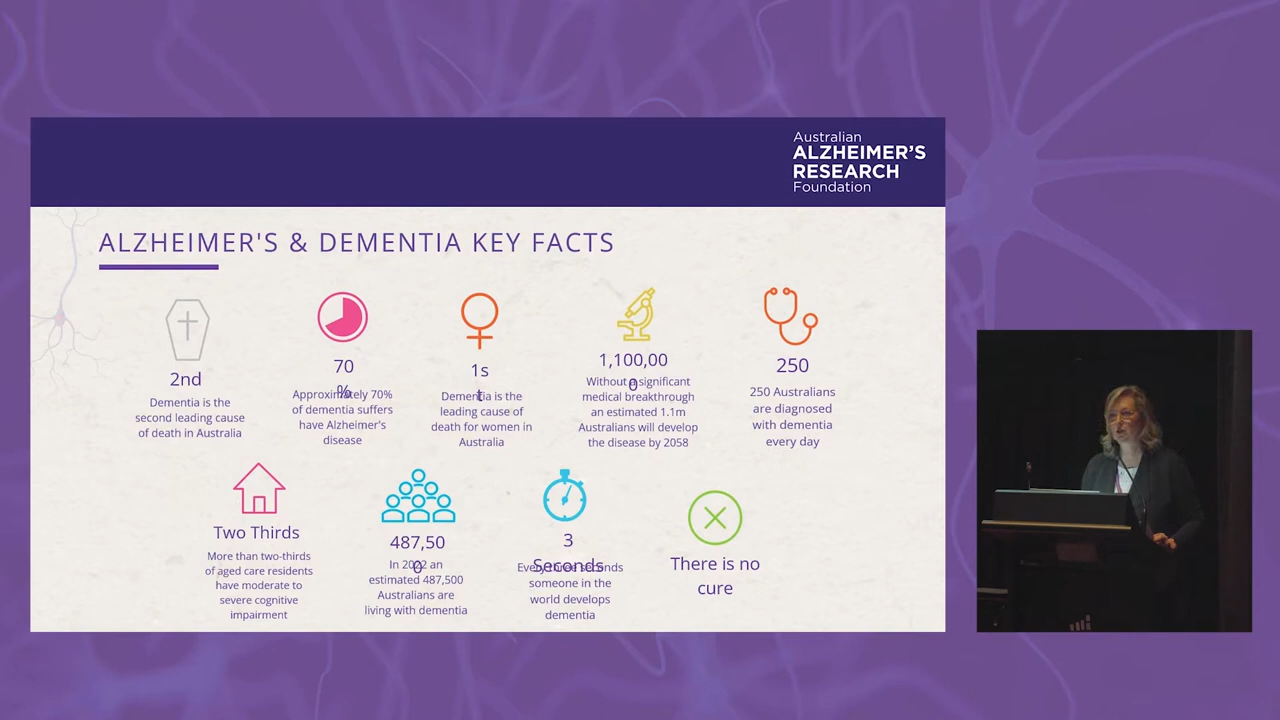 Australian
ALZHEIMER'S
RESEARCH
Foundation
ALZHEIMER'S & DEMENTIA KEY FACTS
2nd
Dementia is the
second leading cause
of death in Australia
70
%
Approximately 70%
of dementia suffers
have Alzheimer's
disease
1s
t
Dementia is the
leading cause of
death for women in
Australia
1,100,00
0
Without a significant
medical breakthrough
an estimated 1.1m
Australians will develop
the disease by 2058
250
250 Australians
are diagnosed
with dementia
every day
Two Thirds
More than two-thirds
of aged care residents
have moderate to
severe cognitive
impairment
487,50
0
In 2022 an
estimated 487,500
Australians are
living with dementia
3
Seconds
Every three seconds
someone in the
world develops
dementia
There is no
cure